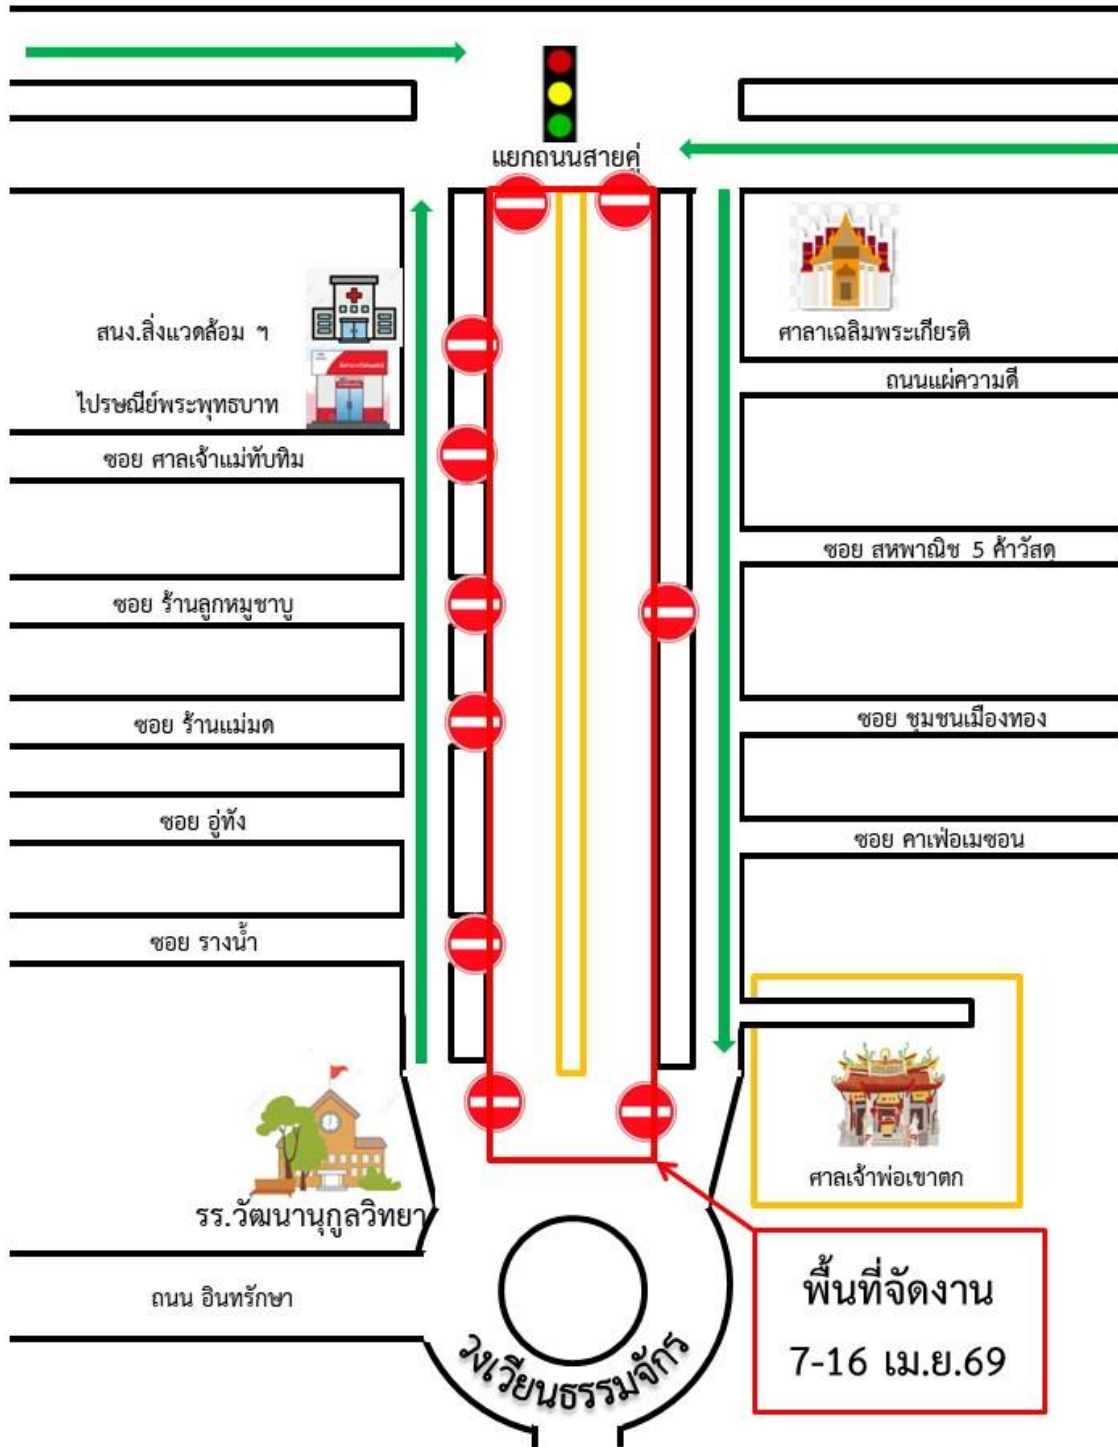 แยกถนนสายคู่
สนง.สิ่งแวดล้อม ฯ
ศาลาเฉลิมพระเกียรติ
ไปรษณีย์พระพุทธบาท
ถนนแผ่ความดี
ซอย ศาลเจ้าแม่ทับทิม
ซอย สหพาณิช 5 ค้าวัสดุ
ซอย ร้านลูกหมูชาบู
ซอย ร้านแม่มด
ซอย ชุมชนเมืองทอง
ซอย อู่ทัง
ซอย คาเฟ่อเมซอน
ซอย รางน้ำ
ศาลเจ้าพ่อเขาตก
รร.วัฒนานุกูลวิทยา
ถนน อินทรักษา
พื้นที่จัดงาน
7-16 เม.ย.69
วงเวียนธรรมจักร